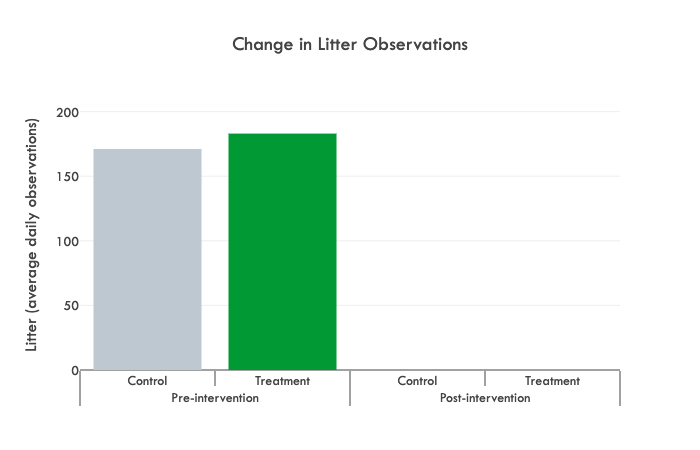 Change in Litter Observations
Litter (average daily observations)
200
150
100
50
0
Control Treatment Control Treatment
Pre-intervention Post-intervention